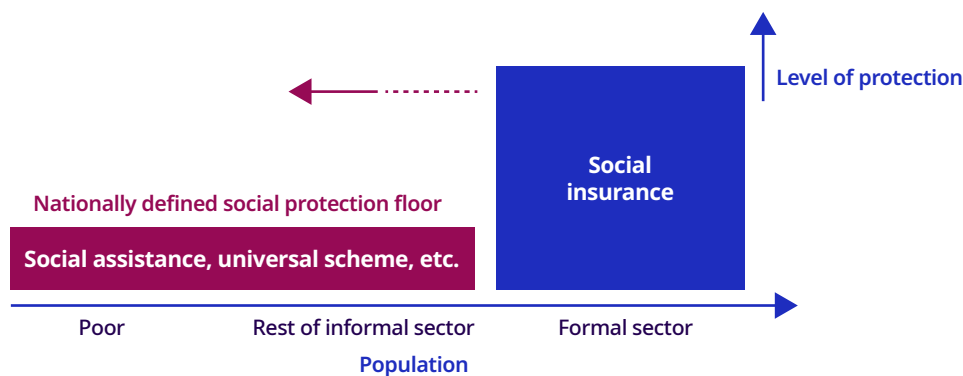 Level of protection
Social
insurance
Nationally defined social protection floor
Social assistance, universal scheme, etc.
Poor
Rest of informal sector
Formal sector
Population